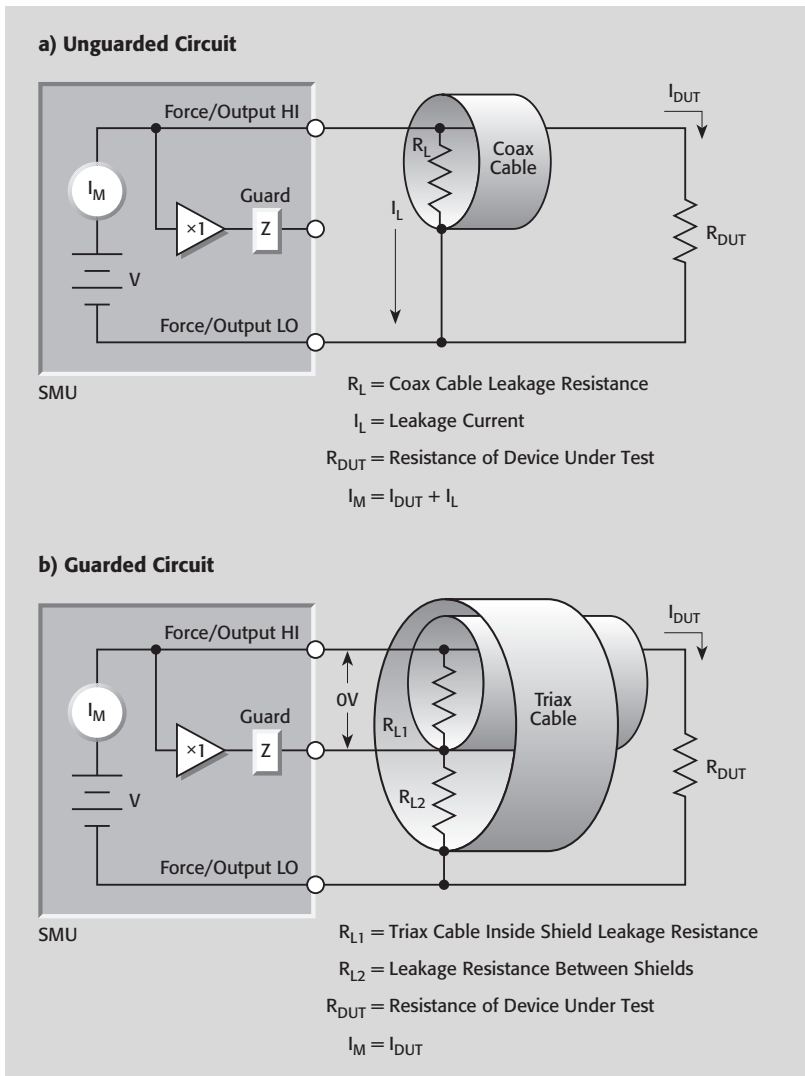 a) Unguarded Circuit
Force/Output HI
I_DUT
R_L
Coax
Cable
I_M
Guard
I_L
×1
Z
R_DUT
V
Force/Output LO
SMU
R_L = Coax Cable Leakage Resistance
I_L = Leakage Current
R_DUT = Resistance of Device Under Test
I_M = I_DUT + I_L
b) Guarded Circuit
Force/Output HI
I_DUT
0V
I_M
Guard
R_L1
Triax
Cable
×1
Z
R_DUT
V
R_L2
Force/Output LO
SMU
R_L1 = Triax Cable Inside Shield Leakage Resistance
R_L2 = Leakage Resistance Between Shields
R_DUT = Resistance of Device Under Test
I_M = I_DUT